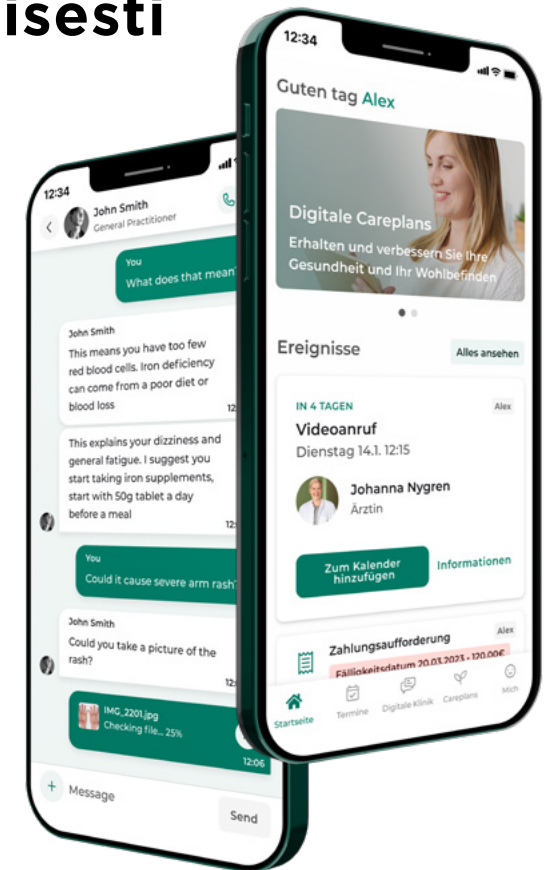 isesti
12:34
John Smith
General Practitioner
You
What does that mean?
John Smith
This means you have too few
red blood cells. Iron deficiency
can come from a poor diet or
blood loss
This explains your dizziness and
general fatigue. I suggest you
start taking iron supplements,
start with 50g tablet a day
before a meal
You
Could it cause severe arm rash?
John Smith
Could you take a picture of the
rash?
IMG_2201.jpg
Checking file... 25%
12:06
+ Message
Send
12:34
Guten tag Alex
Digitale Careplans
Erhalten und verbessern Sie Ihre
Gesundheit und Ihr Wohlbefinden
Ereignisse
Alles ansehen
IN 4 TAGEN
Alex
Videoanruf
Dienstag 14.1. 12:15
Johanna Nygren
Ärztin
Zum Kalender
hinzufügen
Informationen
Zahlungsaufforderung
Alex
Fälligkeitsdatum 20.03.2023 - 120.00€
Startseite
Termine
Digitale Klinik
Careplans
Mich